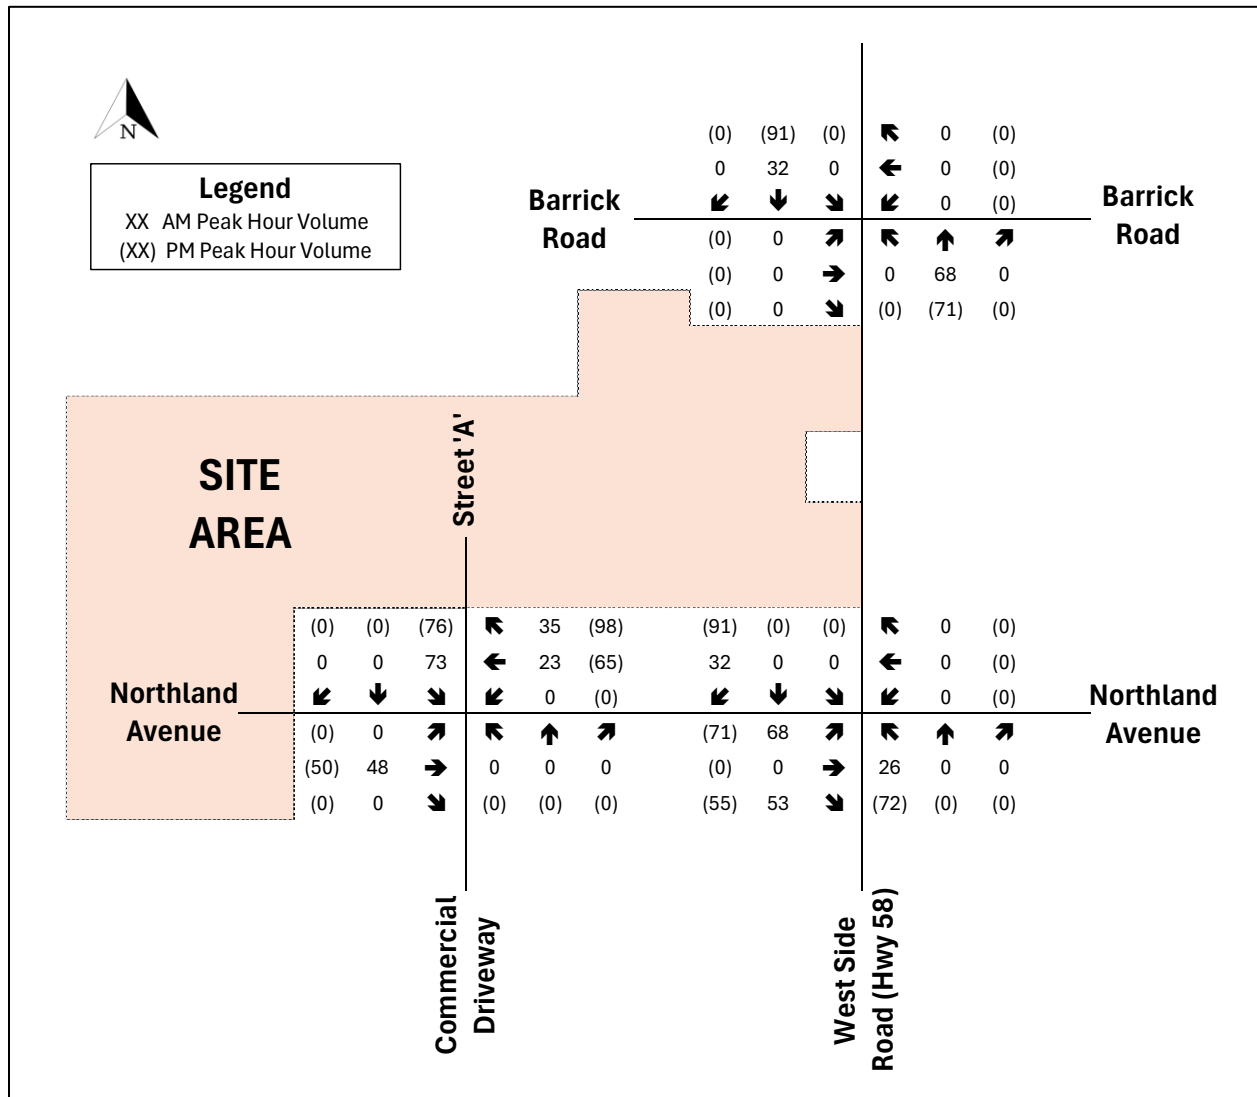 N
Legend
XX AM Peak Hour Volume
(XX) PM Peak Hour Volume
(0) (91) (0) 0 (0)
0 32 0 0 (0)
0 (0)
Barrick
Road
Barrick
Road
(0) 0
(0) 0 0 68 0
(0) 0 (0) (71) (0)
SITE
AREA
Street 'A'
(0) (0) (76) 35 (98) (91) (0) (0) 0 (0)
0 0 73 23 (65) 32 0 0 0 (0)
0 (0) 0 (0)
Northland
Avenue
Northland
Avenue
(0) 0 (71) 68
(50) 48 0 0 0 (0) 0 26 0 0
(0) 0 (0) (0) (0) (55) 53 (72) (0) (0)
Commercial
Driveway
West Side
Road (Hwy 58)